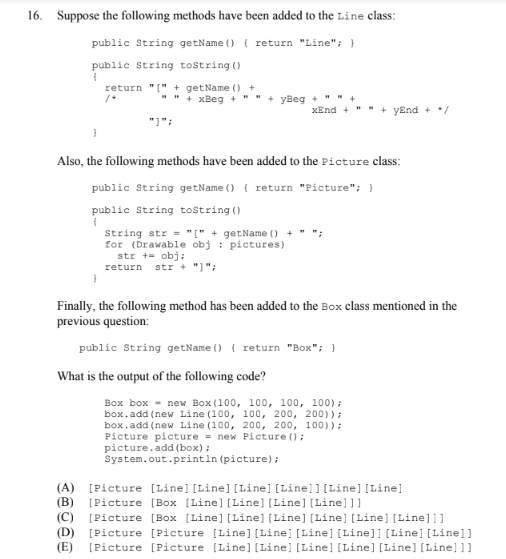 16. Suppose the following methods have been added to the Line class:
public String getName() { return "Line"; }
public String toString()
{
return "[" + getName() +
/* " " + xBeg + " " + yBeg + " " +
xEnd + " " + yEnd + */
"]";
}
Also, the following methods have been added to the Picture class:
public String getName() { return "Picture"; }
public String toString()
{
String str = "[" + getName() + " ";
for (Drawable obj : pictures)
str += obj;
return str + "]";
}
Finally, the following method has been added to the Box class mentioned in the
previous question:
public String getName() { return "Box"; }
What is the output of the following code?
Box box = new Box(100, 100, 100, 100);
box.add(new Line(100, 100, 200, 200));
box.add(new Line(100, 200, 200, 100));
Picture picture = new Picture();
picture.add(box);
System.out.println(picture);
(A) [Picture [Line][Line][Line][Line]][Line][Line]
(B) [Picture [Box [Line][Line][Line][Line]]]
(C) [Picture [Box [Line][Line][Line][Line][Line][Line]]]
(D) [Picture [Picture [Line][Line][Line][Line]][Line][Line]]
(E) [Picture [Picture [Line][Line][Line][Line][Line][Line]]]